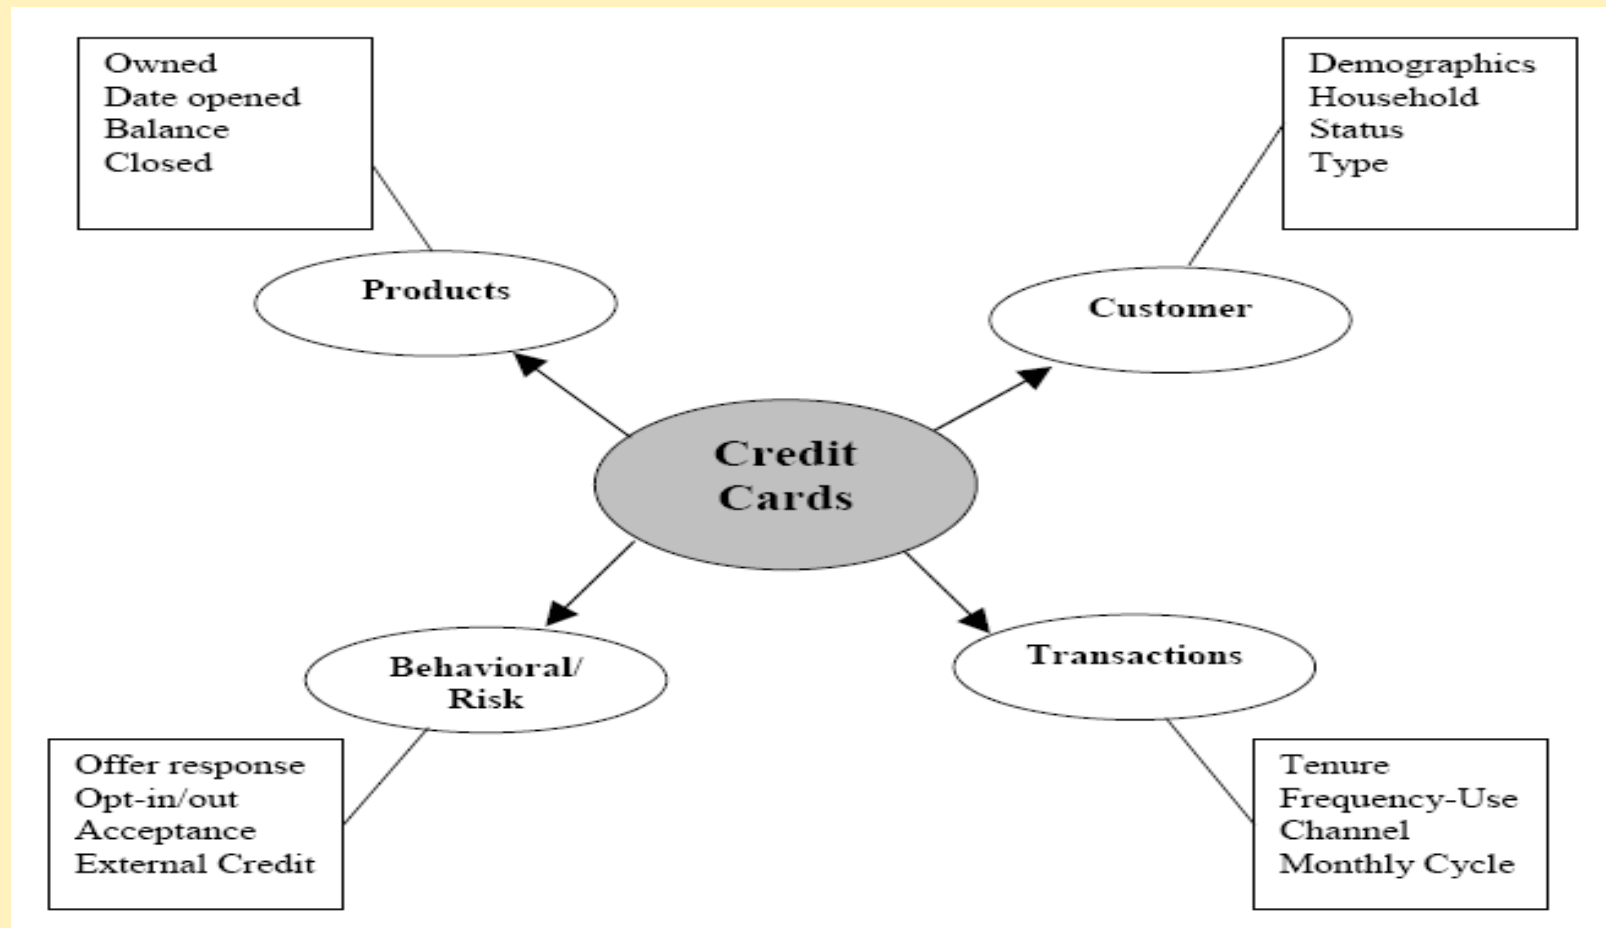 Owned
Date opened
Balance
Closed
Demographics
Household
Status
Type
Products
Customer
Credit
Cards
Behavioral/
Risk
Transactions
Offer response
Opt-in/out
Acceptance
External Credit
Tenure
Frequency-Use
Channel
Monthly Cycle